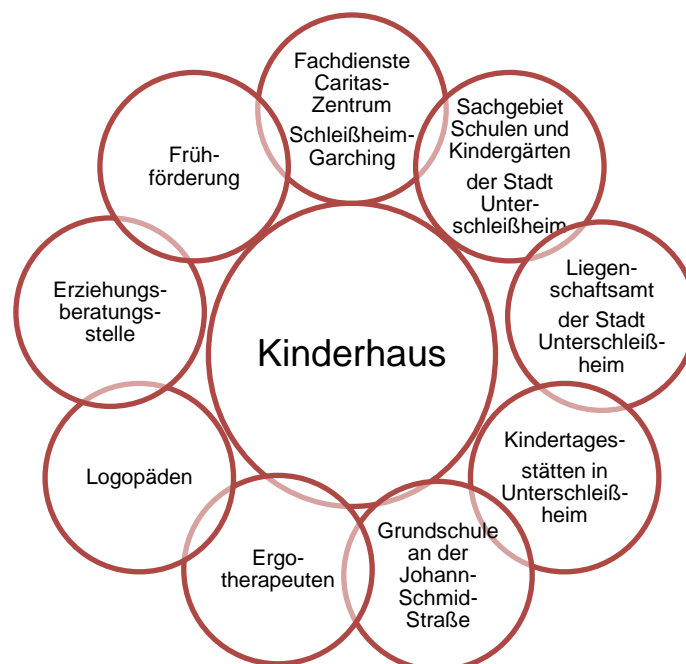 Fachdienste
Caritas-
Zentrum
Schleißheim-
Garching
Sachgebiet
Schulen und
Kindergärten
der Stadt
Unter-
schleißheim
Liegen-
schaftsamt
der Stadt
Unterschleiß-
heim
Kindertages-
stätten in
Unterschleiß-
heim
Grundschule
an der
Johann-
Schmid-
Straße
Ergo-
therapeuten
Logopäden
Erziehungs-
beratungs-
stelle
Früh-
förderung
Kinderhaus